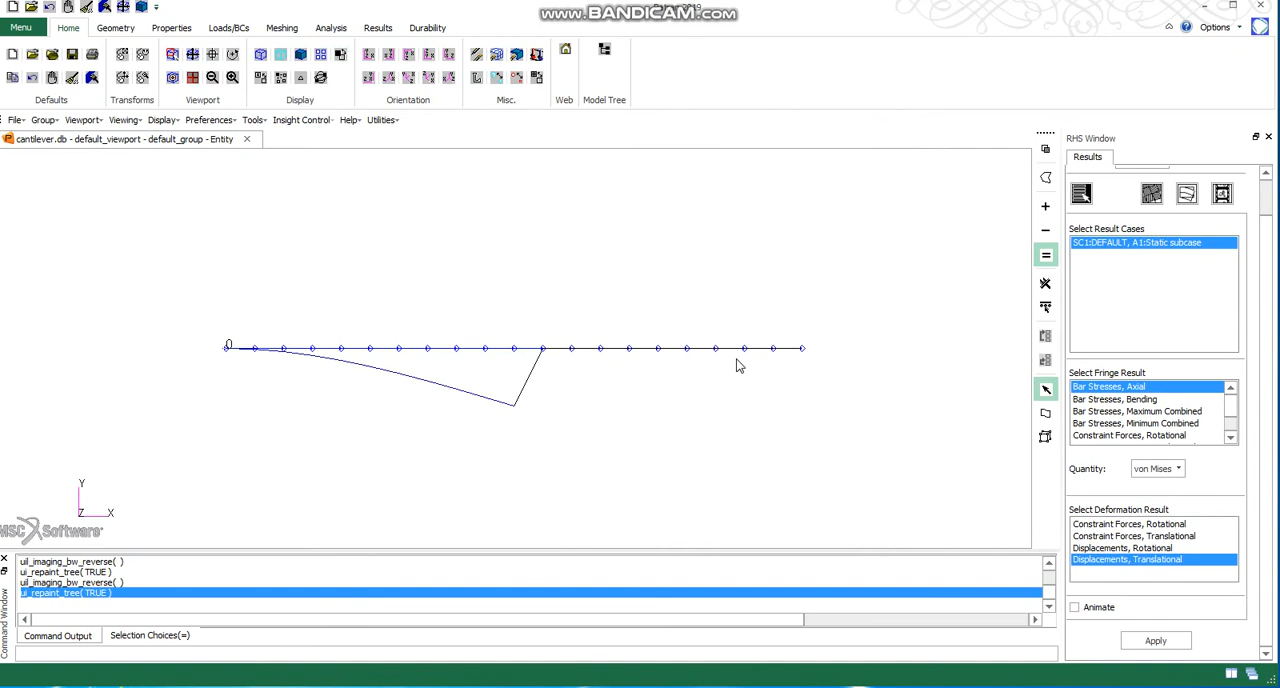 www.BANDICAM.com
Menu Home Geometry Properties Loads/BCs Meshing Analysis Results Durability Options
Defaults Transforms Viewport Display Orientation Misc. Web Model Tree
File Group Viewport Viewing Display Preferences Tools Insight Control Help Utilities
cantilever.db - default_viewport - default_group - Entity
RHS Window
Results
Select Result Cases
SC1:DEFAULT, A1:Static subcase
0
Select Fringe Result
Bar Stresses, Axial
Bar Stresses, Bending
Bar Stresses, Maximum Combined
Bar Stresses, Minimum Combined
Constraint Forces, Rotational
Quantity: von Mises
Y
Z X
MSC Software
Select Deformation Result
Constraint Forces, Rotational
Constraint Forces, Translational
Displacements, Rotational
Displacements, Translational
Animate
Apply
Command Window
uil_imaging_bw_reverse( )
ui_repaint_tree( TRUE )
uil_imaging_bw_reverse( )
ui_repaint_tree( TRUE )
Command Output Selection Choices(=)